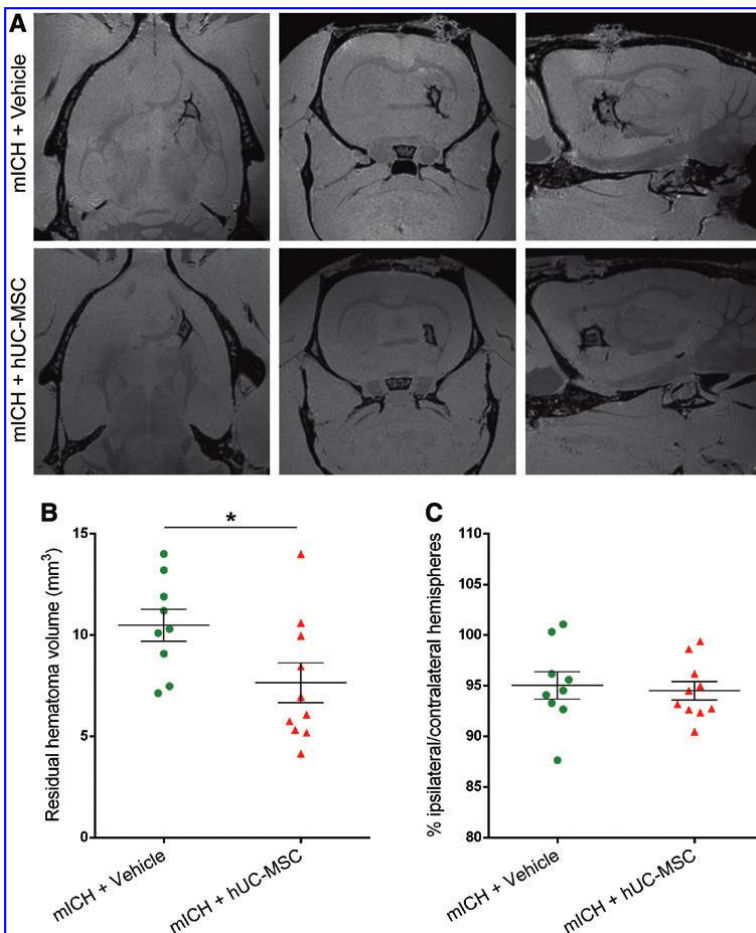 A
mICH + Vehicle
mICH + hUC-MSC
B
*
Residual hematoma volume (mm³)
15
10
5
0
mICH + Vehicle
mICH + hUC-MSC
C
% ipsilateral/contralateral hemispheres
110
105
100
95
90
85
80
mICH + Vehicle
mICH + hUC-MSC